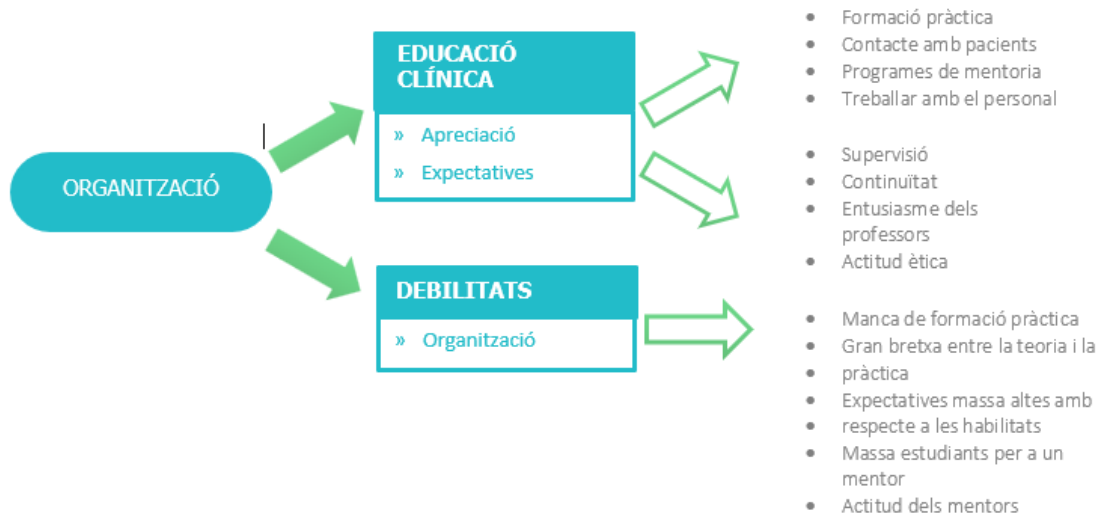 ORGANITZACIÓ
EDUCACIÓ
CLÍNICA
» Apreciació
» Expectatives
• Formació pràctica
• Contacte amb pacients
• Programes de mentoria
• Treballar amb el personal
• Supervisió
• Continuïtat
• Entusiasme dels
professors
• Actitud ètica
DEBILITATS
» Organització
• Manca de formació pràctica
• Gran bretxa entre la teoria i la
• pràctica
• Expectatives massa altes amb
• respecte a les habilitats
• Massa estudiants per a un
mentor
• Actitud dels mentors